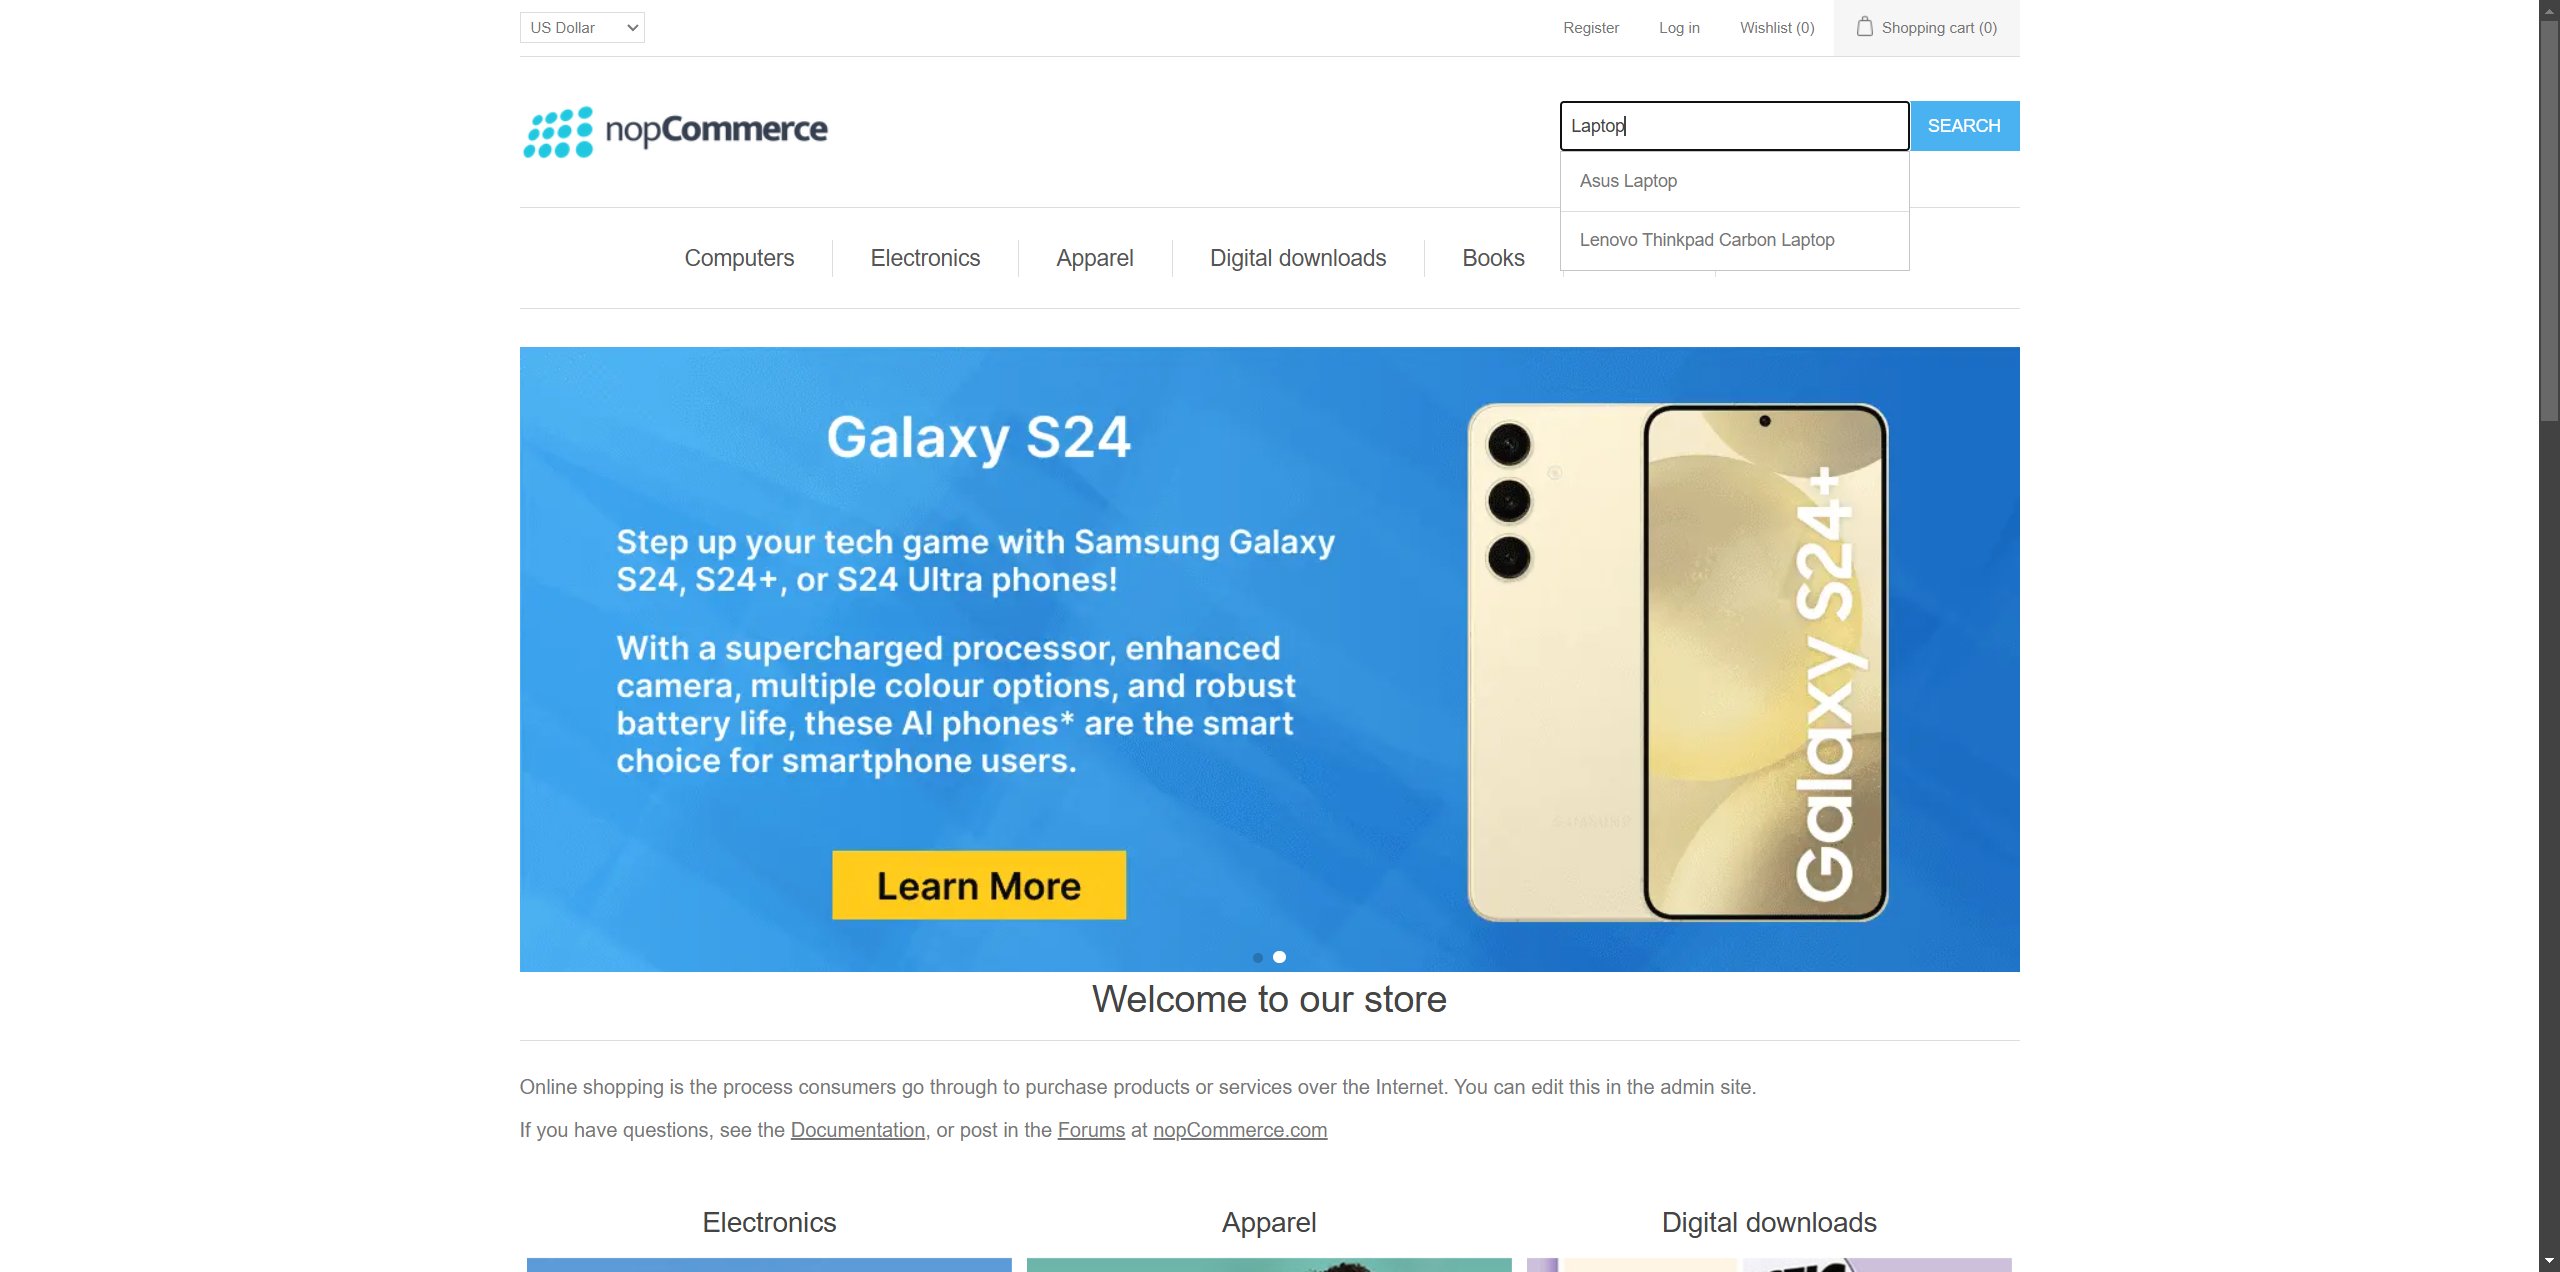 US Dollar
Register
Log in
Wishlist (0)
Shopping cart (0)
nopCommerce
Laptop
SEARCH
Asus Laptop
Lenovo Thinkpad Carbon Laptop
Computers
Electronics
Apparel
Digital downloads
Books
Galaxy S24
Step up your tech game with Samsung Galaxy
S24, S24+, or S24 Ultra phones!
With a supercharged processor, enhanced
camera, multiple colour options, and robust
battery life, these AI phones* are the smart
choice for smartphone users.
Learn More
Galaxy S24+
Welcome to our store
Online shopping is the process consumers go through to purchase products or services over the Internet. You can edit this in the admin site.
If you have questions, see the Documentation, or post in the Forums at nopCommerce.com
Electronics
Apparel
Digital downloads